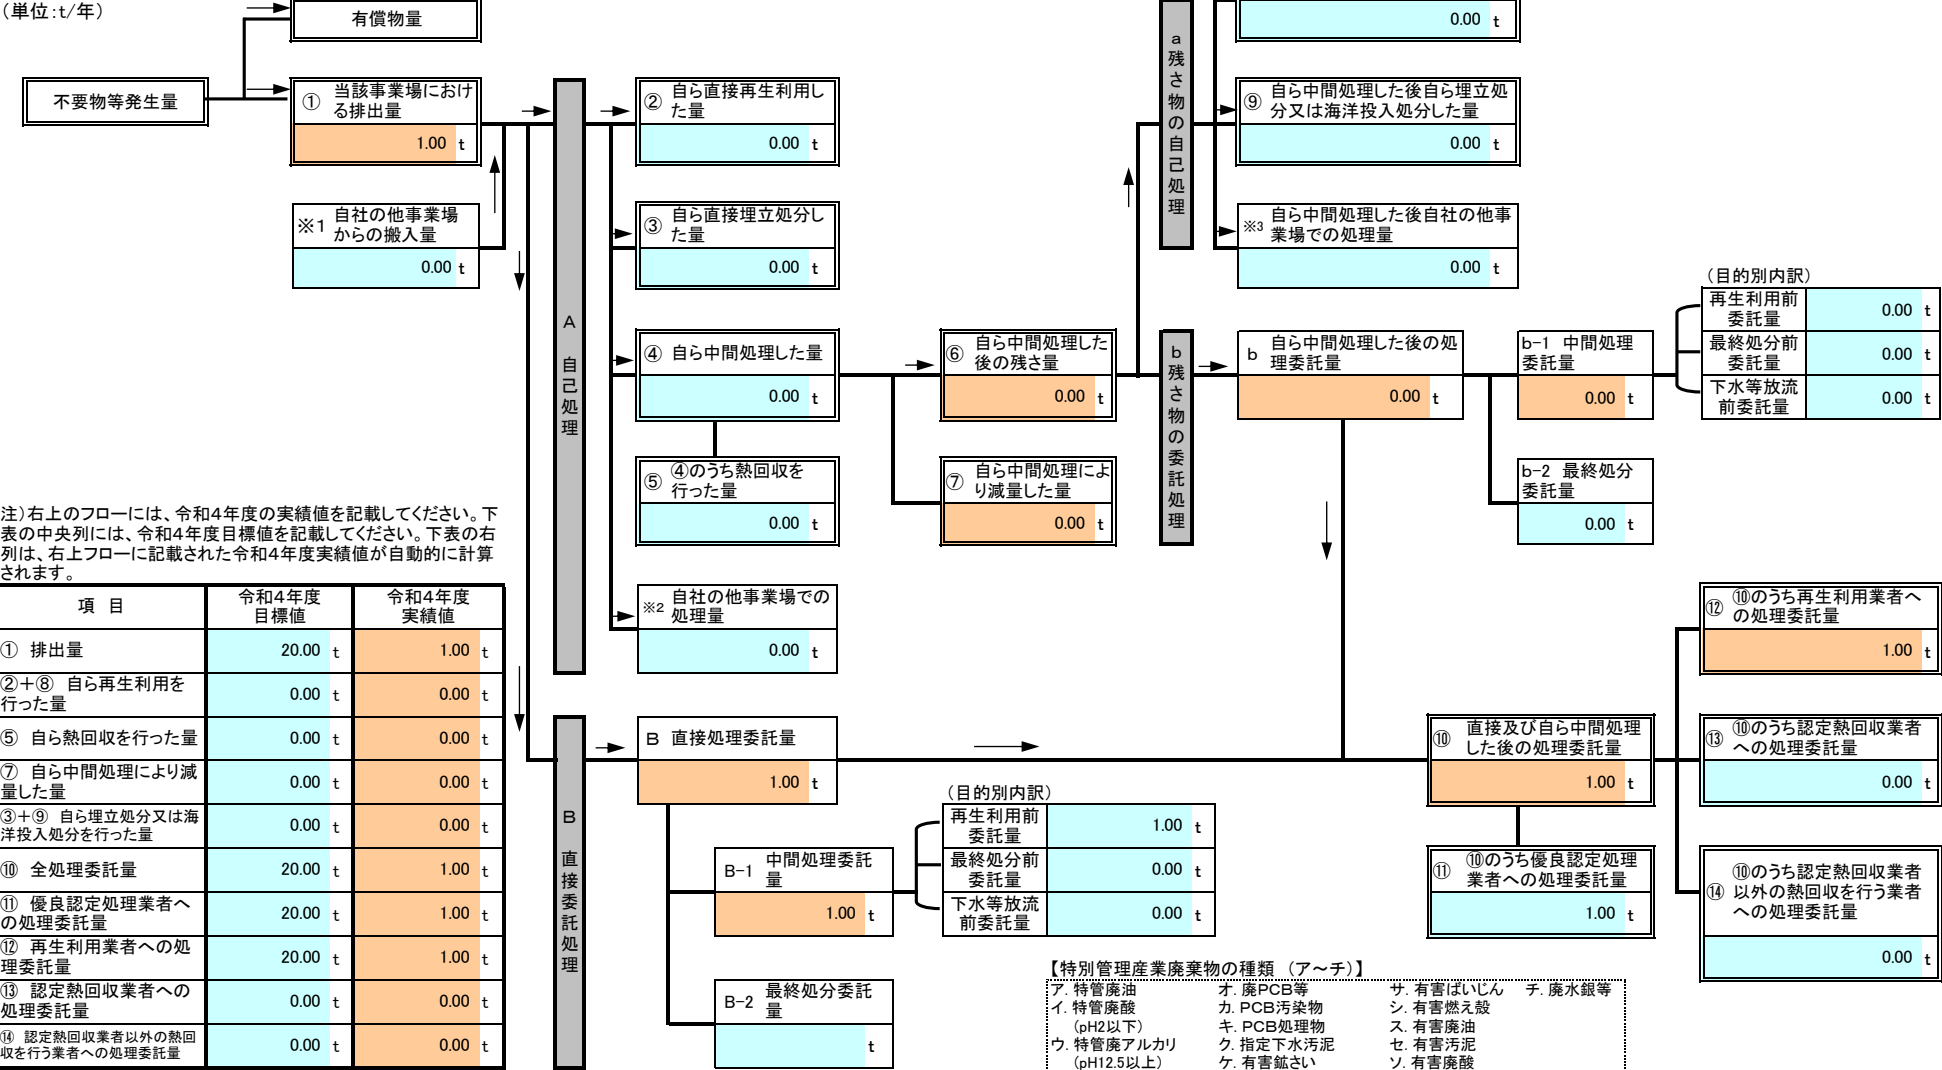 （単位：t/年）
有償物量
不要物等発生量
① 当該事業場におけ
る排出量
1.00 t
※1 自社の他事業場
からの搬入量
0.00 t
A 自己処理
② 自ら直接再生利用し
た量
0.00 t
③ 自ら直接埋立処分し
た量
0.00 t
④ 自ら中間処理した量
0.00 t
⑤ ④のうち熱回収を
行った量
0.00 t
※2 自社の他事業場での
処理量
0.00 t
⑥ 自ら中間処理した
後の残さ量
0.00 t
⑦ 自ら中間処理によ
り減量した量
0.00 t
a 残さ物の自己処理
0.00 t
⑨ 自ら中間処理した後自ら埋立処
分又は海洋投入処分した量
0.00 t
※3 自ら中間処理した後自社の他事
業場での処理量
0.00 t
b 残さ物の委託処理
b 自ら中間処理した後の処
理委託量
0.00 t
b-1 中間処理
委託量
0.00 t
b-2 最終処分
委託量
0.00 t
（目的別内訳）
再生利用前
委託量
0.00 t
最終処分前
委託量
0.00 t
下水等放流
前委託量
0.00 t
注）右上のフローには、令和4年度の実績値を記載してください。下
表の中央列には、令和4年度目標値を記載してください。下表の右
列は、右上フローに記載された令和4年度実績値が自動的に計算
されます。
項 目 令和4年度
目標値 令和4年度
実績値
① 排出量 20.00 t 1.00 t
②＋⑧ 自ら再生利用を
行った量 0.00 t 0.00 t
⑤ 自ら熱回収を行った量 0.00 t 0.00 t
⑦ 自ら中間処理により減
量した量 0.00 t 0.00 t
③＋⑨ 自ら埋立処分又は海
洋投入処分を行った量 0.00 t 0.00 t
⑩ 全処理委託量 20.00 t 1.00 t
⑪ 優良認定処理業者へ
の処理委託量 20.00 t 1.00 t
⑫ 再生利用業者への処
理委託量 20.00 t 1.00 t
⑬ 認定熱回収業者への
処理委託量 0.00 t 0.00 t
⑭ 認定熱回収業者以外の熱回
収を行う業者への処理委託量 0.00 t 0.00 t
B 直接委託処理
B 直接処理委託量
1.00 t
B-1 中間処理委託
量
1.00 t
B-2 最終処分委託
量
t
（目的別内訳）
再生利用前
委託量
1.00 t
最終処分前
委託量
0.00 t
下水等放流
前委託量
0.00 t
⑩ 直接及び自ら中間処理
した後の処理委託量
1.00 t
⑪ ⑩のうち優良認定処理
業者への処理委託量
1.00 t
⑫ ⑩のうち再生利用業者へ
の処理委託量
1.00 t
⑬ ⑩のうち認定熱回収業者
への処理委託量
0.00 t
⑭ ⑩のうち認定熱回収業者
以外の熱回収を行う業者
への処理委託量
0.00 t
【特別管理産業廃棄物の種類 （ア～チ）】
ア. 特管廃油 オ. 廃PCB等 サ. 有害ばいじん チ. 廃水銀等
イ. 特管廃酸 カ. PCB汚染物 シ. 有害燃え殻
（pH2以下） キ. PCB処理物 ス. 有害廃油
ウ. 特管廃アルカリ ク. 指定下水汚泥 セ. 有害汚泥
（pH12.5以上） ケ. 有害鉱さい ソ. 有害廃酸